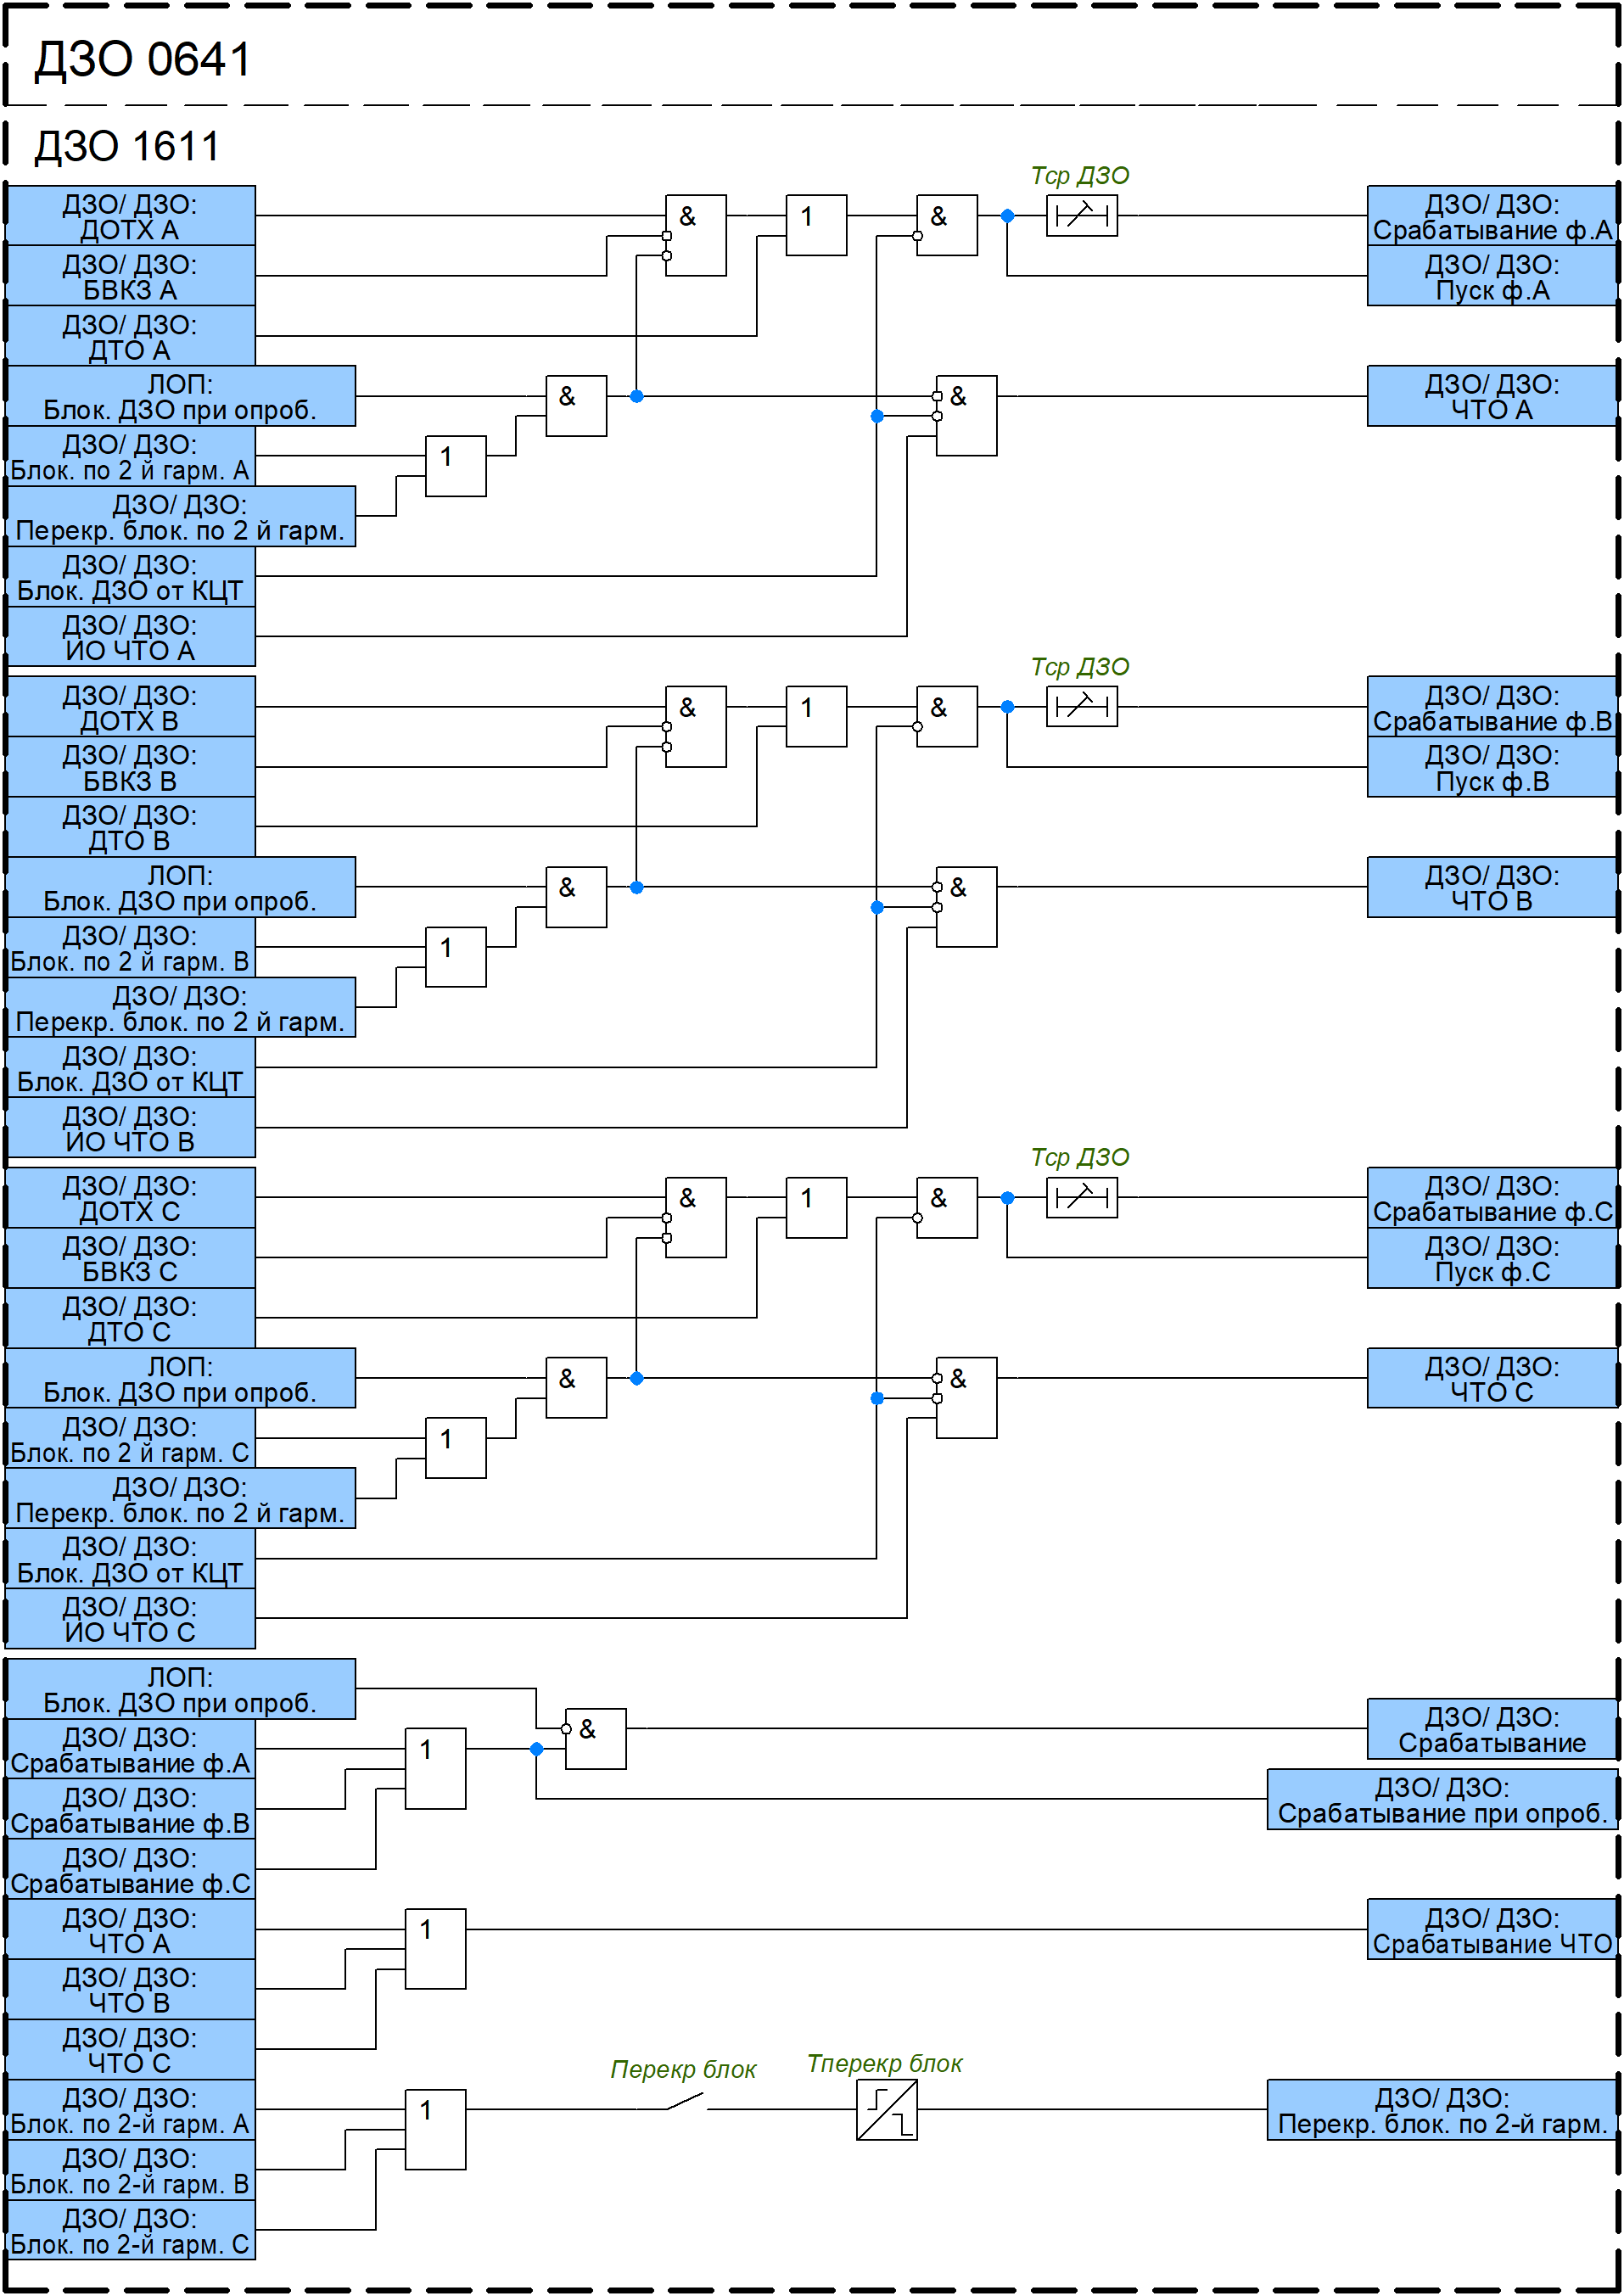 ДЗО 0641
ДЗО 1611
Тср ДЗО
ДЗО/ ДЗО:
ДОТХ А
&
1
&
ДЗО/ ДЗО:
Срабатывание ф.А
ДЗО/ ДЗО:
БВКЗ А
ДЗО/ ДЗО:
Пуск ф.А
ДЗО/ ДЗО:
ДТО А
ЛОП:
Блок. ДЗО при опроб.
&
&
ДЗО/ ДЗО:
ЧТО А
ДЗО/ ДЗО:
Блок. по 2 й гарм. А
1
ДЗО/ ДЗО:
Перекр. блок. по 2 й гарм.
ДЗО/ ДЗО:
Блок. ДЗО от КЦТ
ДЗО/ ДЗО:
ИО ЧТО А
Тср ДЗО
ДЗО/ ДЗО:
ДОТХ В
&
1
&
ДЗО/ ДЗО:
Срабатывание ф.В
ДЗО/ ДЗО:
БВКЗ В
ДЗО/ ДЗО:
Пуск ф.В
ДЗО/ ДЗО:
ДТО В
ЛОП:
Блок. ДЗО при опроб.
&
&
ДЗО/ ДЗО:
ЧТО В
ДЗО/ ДЗО:
Блок. по 2 й гарм. В
1
ДЗО/ ДЗО:
Перекр. блок. по 2 й гарм.
ДЗО/ ДЗО:
Блок. ДЗО от КЦТ
ДЗО/ ДЗО:
ИО ЧТО В
Тср ДЗО
ДЗО/ ДЗО:
ДОТХ С
&
1
&
ДЗО/ ДЗО:
Срабатывание ф.С
ДЗО/ ДЗО:
БВКЗ С
ДЗО/ ДЗО:
Пуск ф.С
ДЗО/ ДЗО:
ДТО С
ЛОП:
Блок. ДЗО при опроб.
&
&
ДЗО/ ДЗО:
ЧТО С
ДЗО/ ДЗО:
Блок. по 2 й гарм. С
1
ДЗО/ ДЗО:
Перекр. блок. по 2 й гарм.
ДЗО/ ДЗО:
Блок. ДЗО от КЦТ
ДЗО/ ДЗО:
ИО ЧТО С
ЛОП:
Блок. ДЗО при опроб.
&
ДЗО/ ДЗО:
Срабатывание
ДЗО/ ДЗО:
Срабатывание ф.А
1
ДЗО/ ДЗО:
Срабатывание при опроб.
ДЗО/ ДЗО:
Срабатывание ф.В
ДЗО/ ДЗО:
Срабатывание ф.С
ДЗО/ ДЗО:
ЧТО А
1
ДЗО/ ДЗО:
Срабатывание ЧТО
ДЗО/ ДЗО:
ЧТО В
ДЗО/ ДЗО:
ЧТО С
Перекр блок
Тперекр блок
ДЗО/ ДЗО:
Блок. по 2-й гарм. А
1
ДЗО/ ДЗО:
Перекр. блок. по 2-й гарм.
ДЗО/ ДЗО:
Блок. по 2-й гарм. В
ДЗО/ ДЗО:
Блок. по 2-й гарм. С